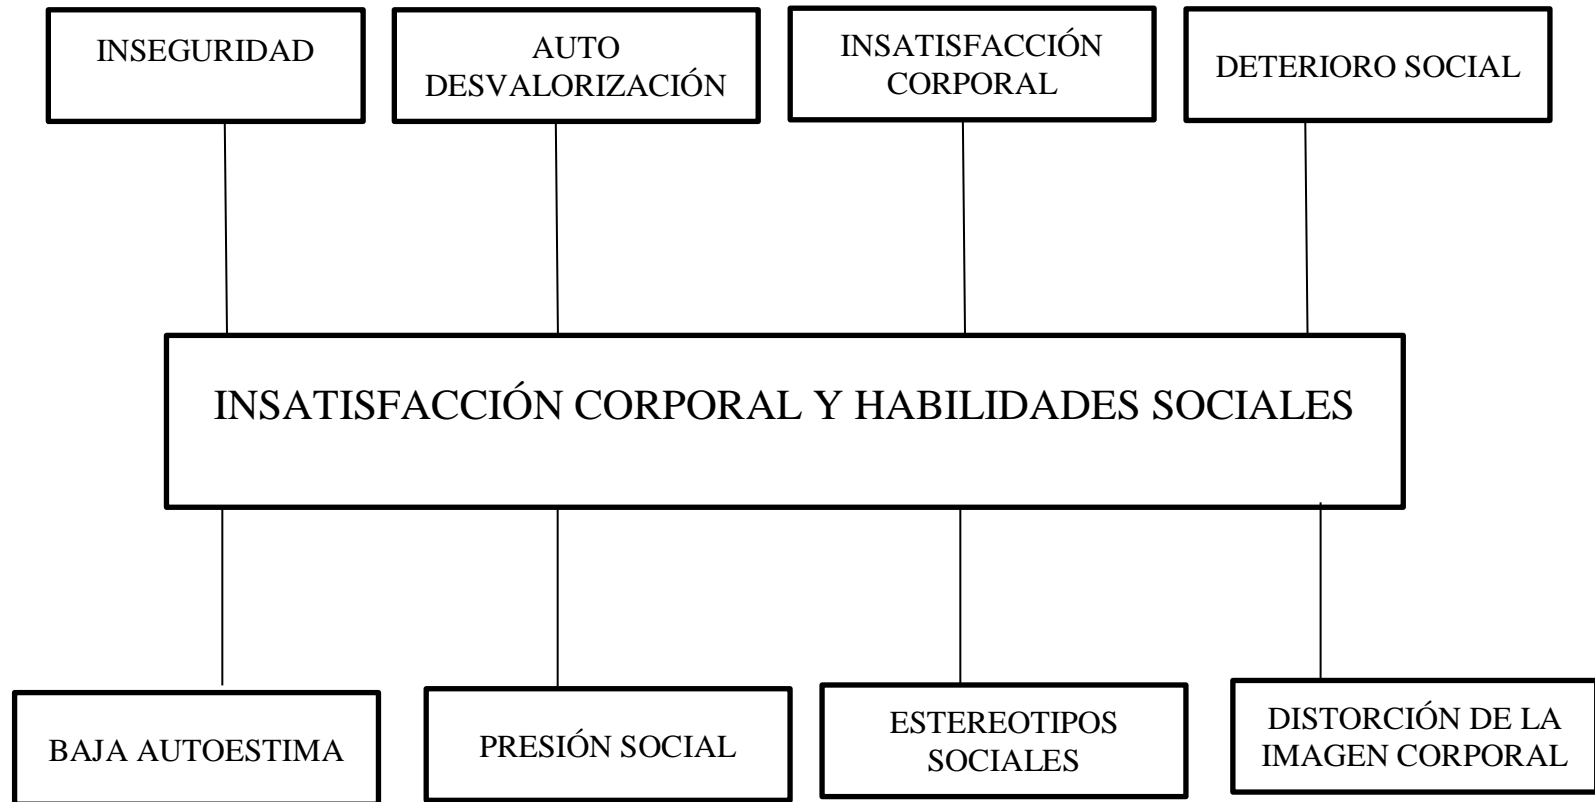 INSEGURIDAD
AUTO
DESVALORIZACIÓN
INSATISFACCIÓN
CORPORAL
DETERIORO SOCIAL
INSATISFACCIÓN CORPORAL Y HABILIDADES SOCIALES
BAJA AUTOESTIMA
PRESIÓN SOCIAL
ESTEREOTIPOS
SOCIALES
DISTORCIÓN DE LA
IMAGEN CORPORAL